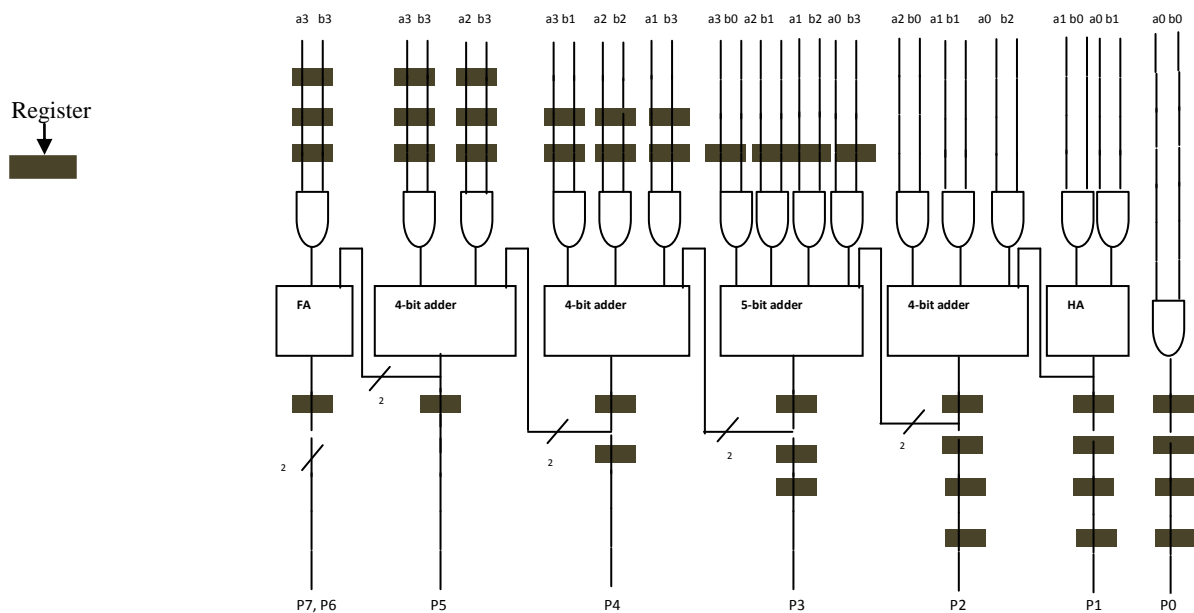 a3 b3 a3 b3 a2 b3 a3 b1 a2 b2 a1 b3 a3 b0 a2 b1 a1 b2 a0 b3 a2 b0 a1 b1 a0 b2 a1 b0 a0 b1 a0 b0
Register
FA 4-bit adder 4-bit adder 5-bit adder 4-bit adder HA
2
2 2 2
2
P7, P6 P5 P4 P3 P2 P1 P0